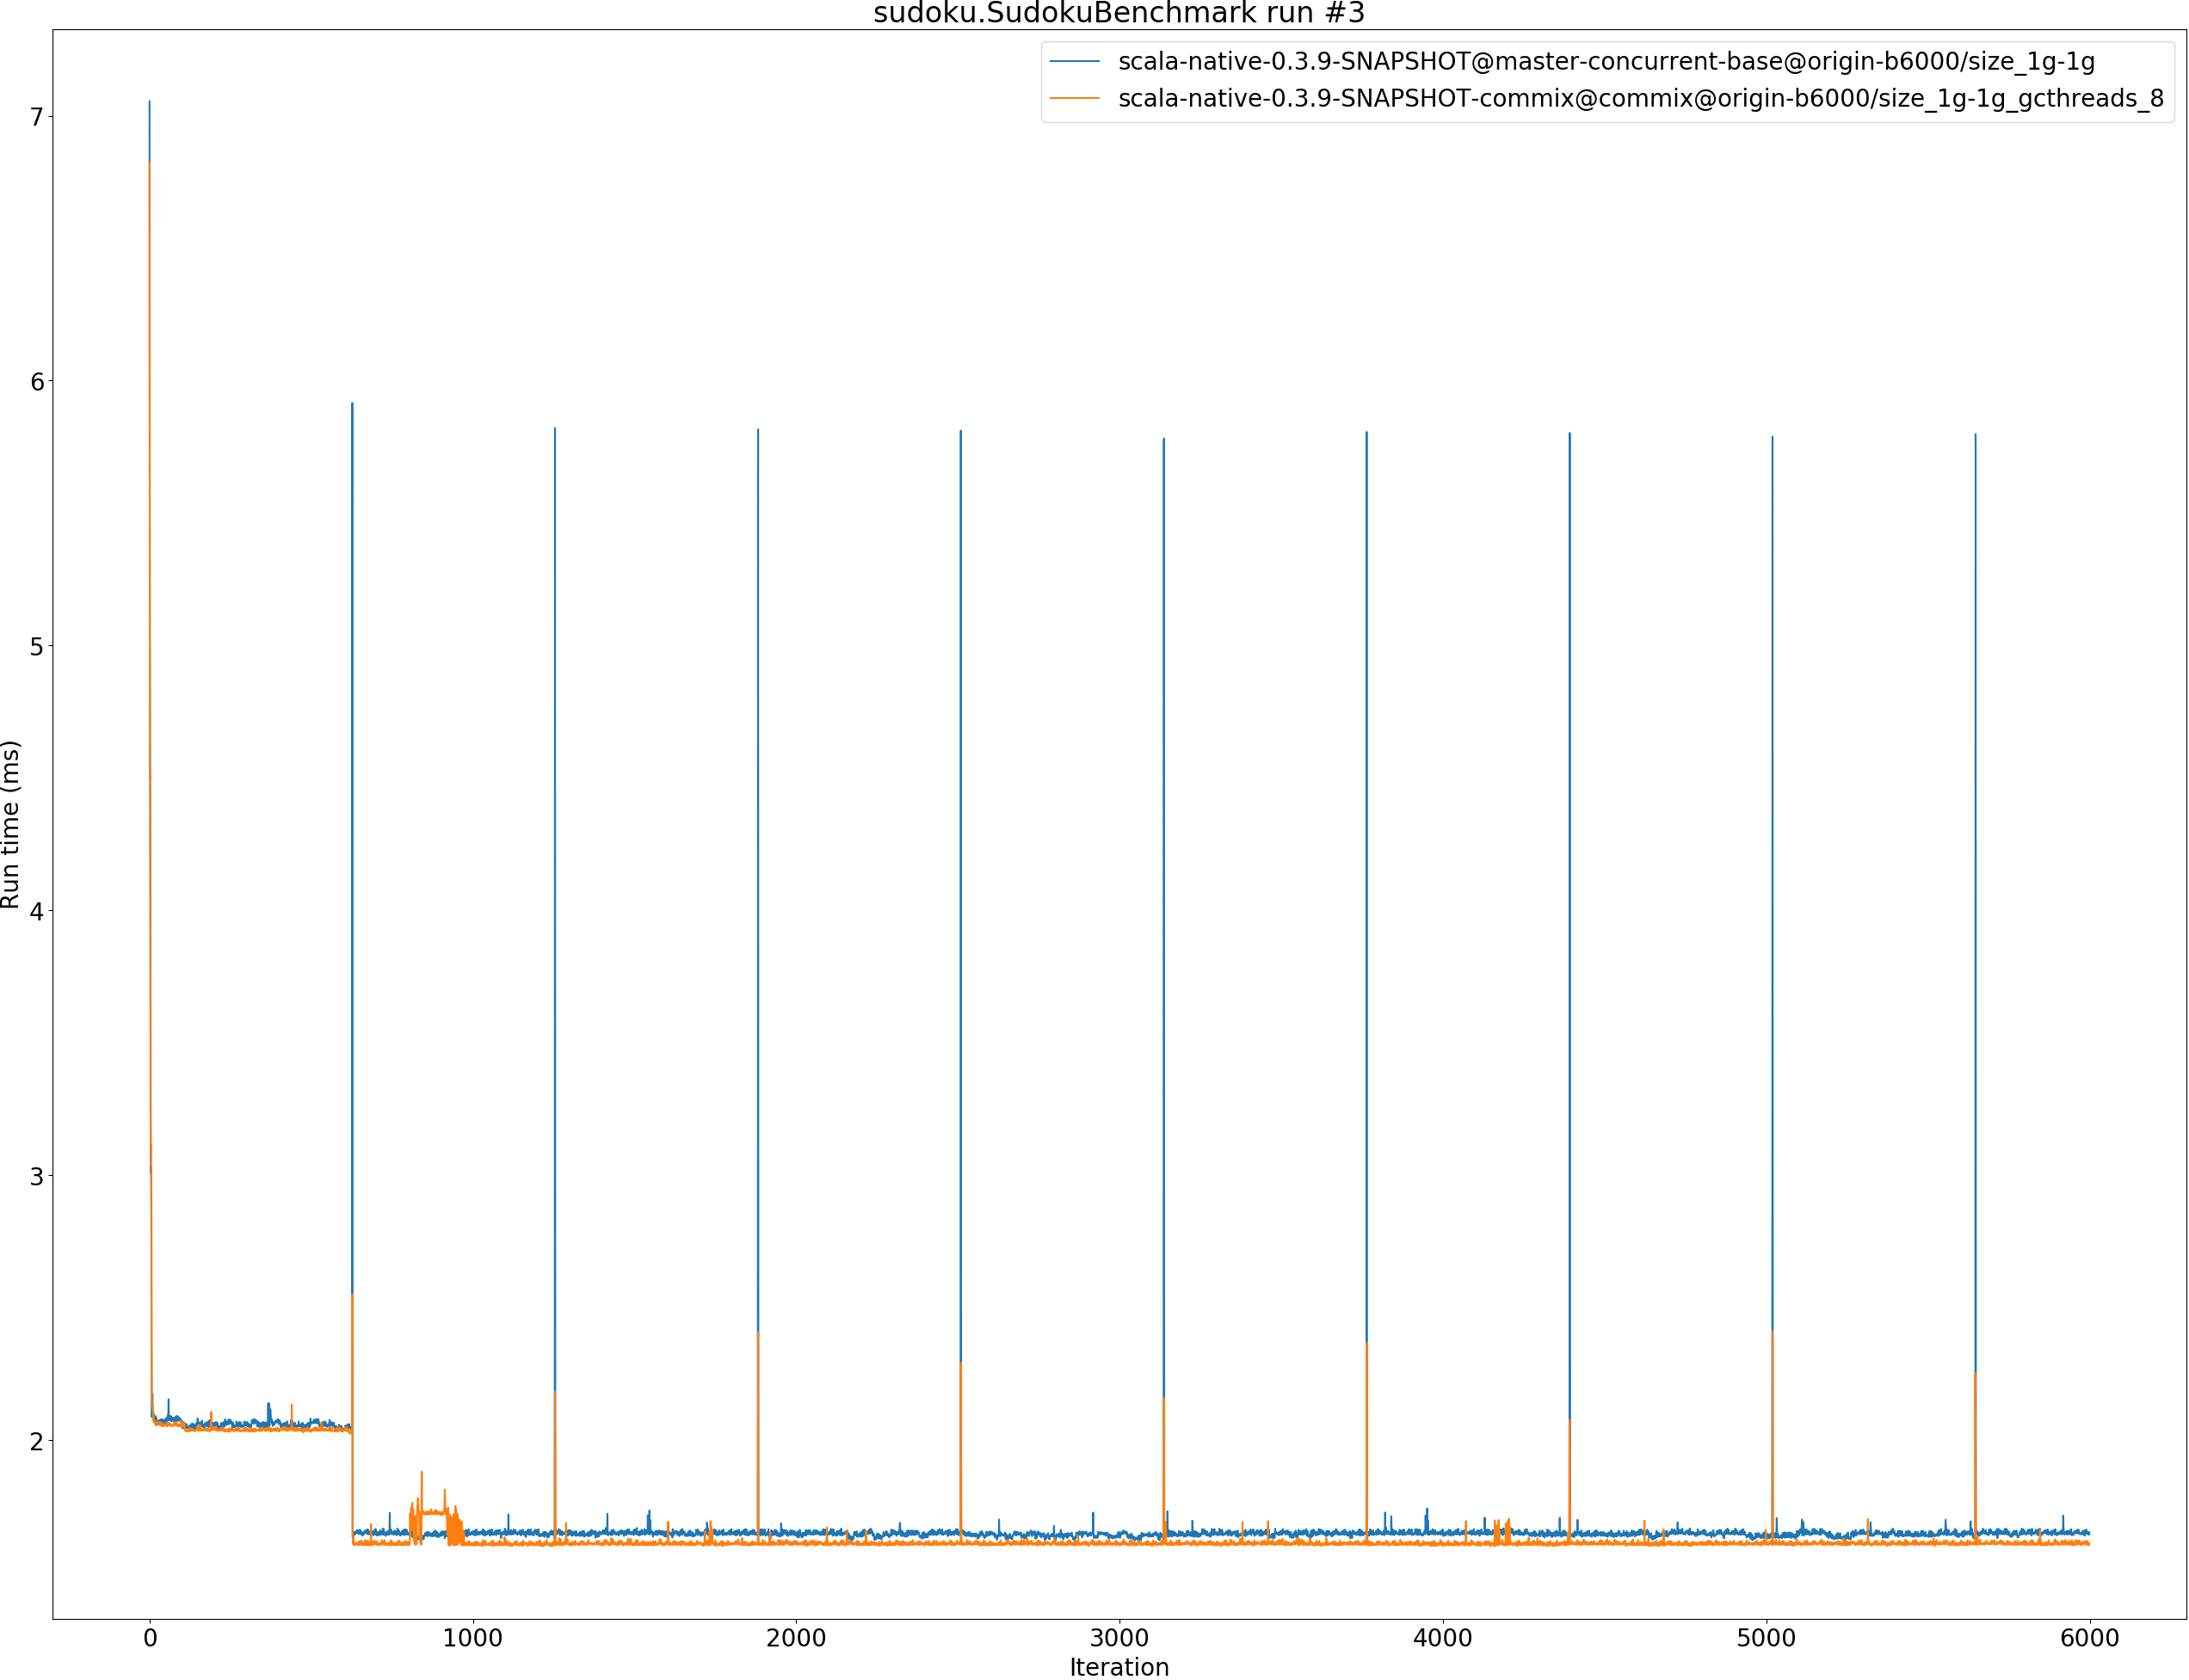 sudoku.SudokuBenchmark run #3
scala-native-0.3.9-SNAPSHOT@master-concurrent-base@origin-b6000/size_1g-1g
scala-native-0.3.9-SNAPSHOT-commix@commix@origin-b6000/size_1g-1g_gcthreads_8
7
6
5
4
3
2
Run time (ms)
0 1000 2000 3000 4000 5000 6000
Iteration